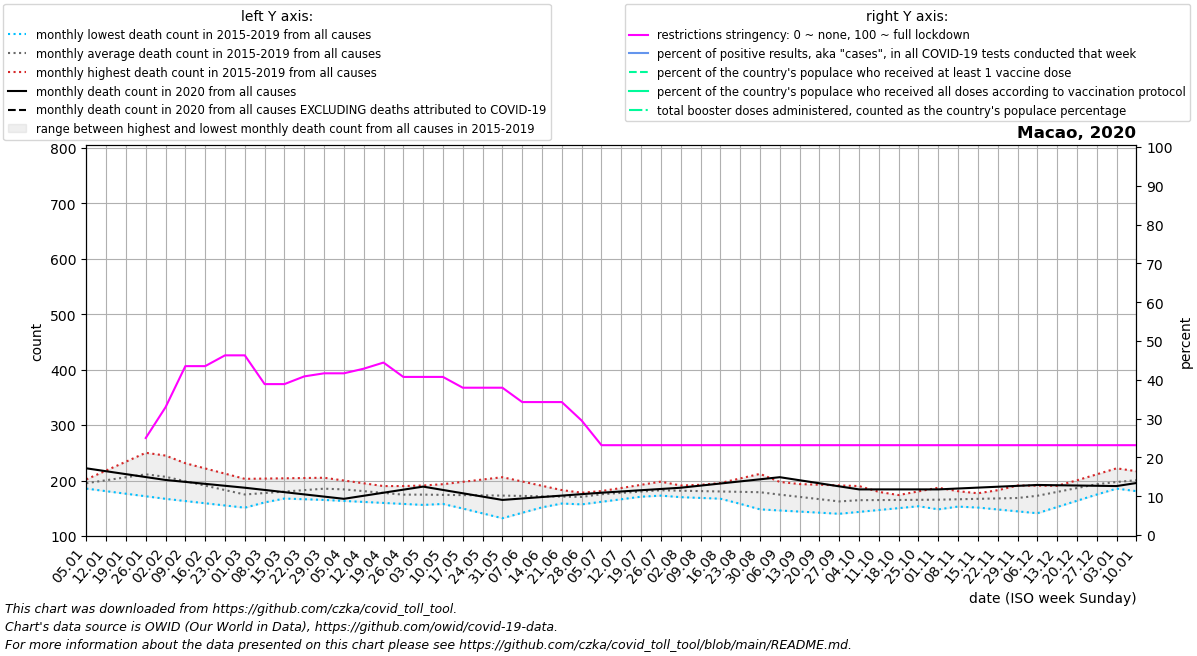 left Y axis:
monthly lowest death count in 2015-2019 from all causes
monthly average death count in 2015-2019 from all causes
monthly highest death count in 2015-2019 from all causes
monthly death count in 2020 from all causes
monthly death count in 2020 from all causes EXCLUDING deaths attributed to COVID-19
range between highest and lowest monthly death count from all causes in 2015-2019
right Y axis:
restrictions stringency: 0 ~ none, 100 ~ full lockdown
percent of positive results, aka "cases", in all COVID-19 tests conducted that week
percent of the country's populace who received at least 1 vaccine dose
percent of the country's populace who received all doses according to vaccination protocol
total booster doses administered, counted as the country's populace percentage
Macao, 2020
800
700
600
500
400
300
200
100
count
100
90
80
70
60
50
40
30
20
10
0
percent
05.01 12.01 19.01 26.01 02.02 09.02 16.02 23.02 01.03 08.03 15.03 22.03 29.03 05.04 12.04 19.04 26.04 03.05 10.05 17.05 24.05 31.05 07.06 14.06 21.06 28.06 05.07 12.07 19.07 26.07 02.08 09.08 16.08 23.08 30.08 06.09 13.09 20.09 27.09 04.10 11.10 18.10 25.10 01.11 08.11 15.11 22.11 29.11 06.12 13.12 20.12 27.12 03.01 10.01
date (ISO week Sunday)
This chart was downloaded from https://github.com/czka/covid_toll_tool.
Chart's data source is OWID (Our World in Data), https://github.com/owid/covid-19-data.
For more information about the data presented on this chart please see https://github.com/czka/covid_toll_tool/blob/main/README.md.